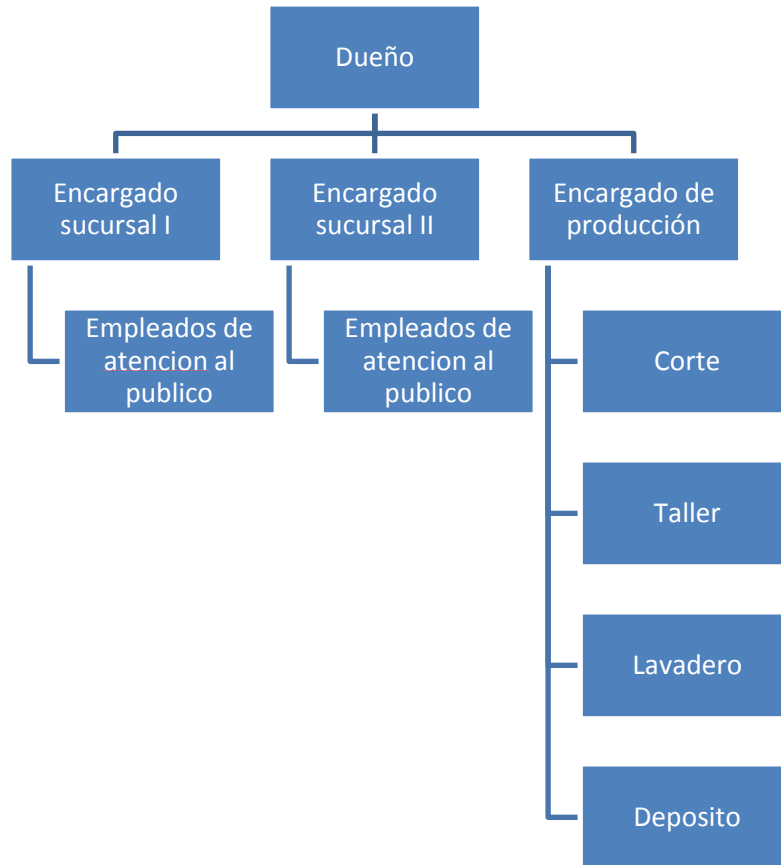 Dueño
Encargado
sucursal I
Encargado
sucursal II
Encargado de
producción
Empleados de
atencion al
publico
Empleados de
atencion al
publico
Corte
Taller
Lavadero
Deposito